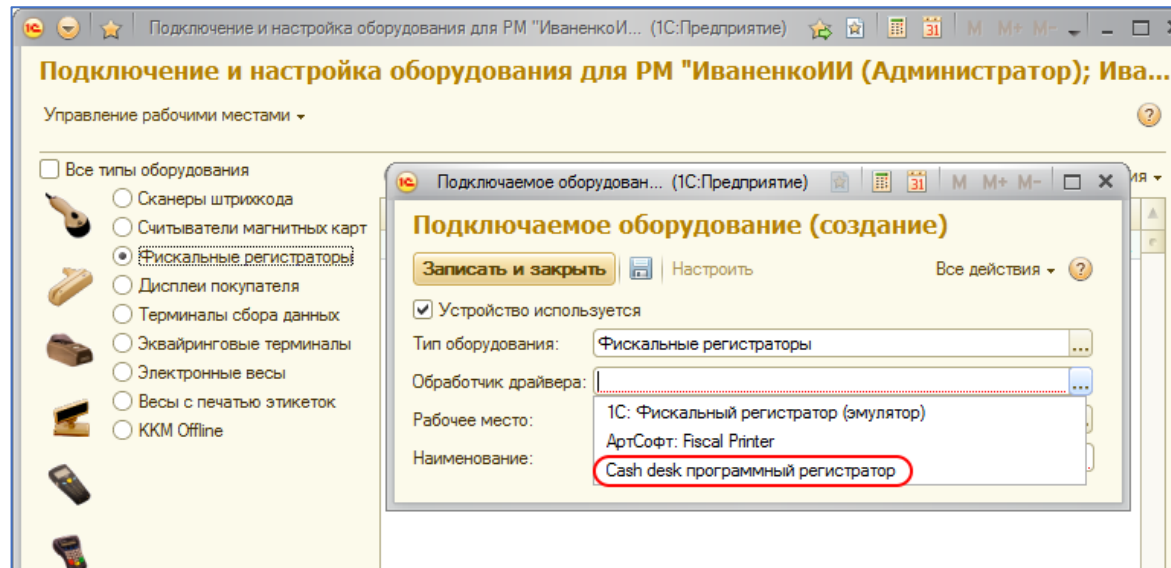 Подключение и настройка оборудования для РМ "ИваненкоИ... (1С:Предприятие) 31 M M+ M-
Подключение и настройка оборудования для РМ "ИваненкоИИ (Администратор); Ива...
Управление рабочими местами ?
Все типы оборудования
Сканеры штрихкода
Считыватели магнитных карт
Фискальные регистраторы
Дисплеи покупателя
Терминалы сбора данных
Эквайринговые терминалы
Электронные весы
Весы с печатью этикеток
ККМ Offline
1С Подключаемое оборудован... (1С:Предприятие) 31 M M+ M-
ия
Подключаемое оборудование (создание)
Записать и закрыть Настроить Все действия ?
Устройство используется
Тип оборудования: Фискальные регистраторы ...
Обработчик драйвера: ...
Рабочее место:
Наименование:
1С: Фискальный регистратор (эмулятор)
АртСофт: Fiscal Printer
Cash desk программный регистратор